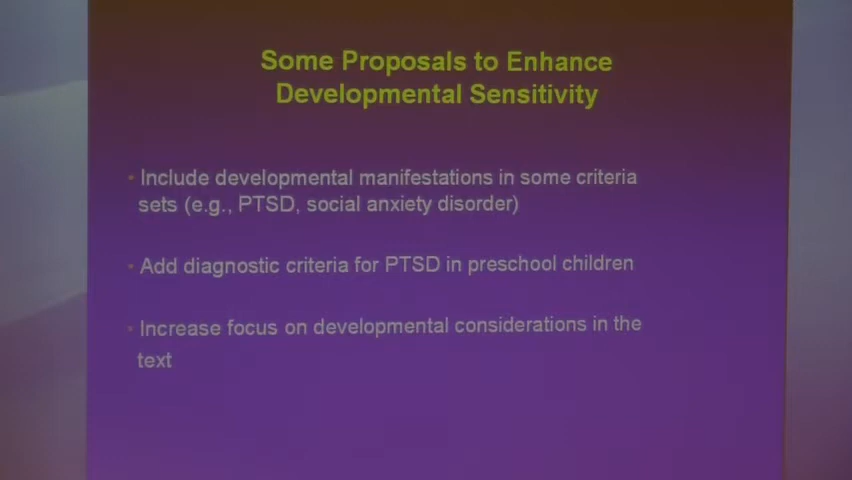 Some Proposals to Enhance
Developmental Sensitivity
• Include developmental manifestations in some criteria
sets (e.g., PTSD, social anxiety disorder)
• Add diagnostic criteria for PTSD in preschool children
• Increase focus on developmental considerations in the
text